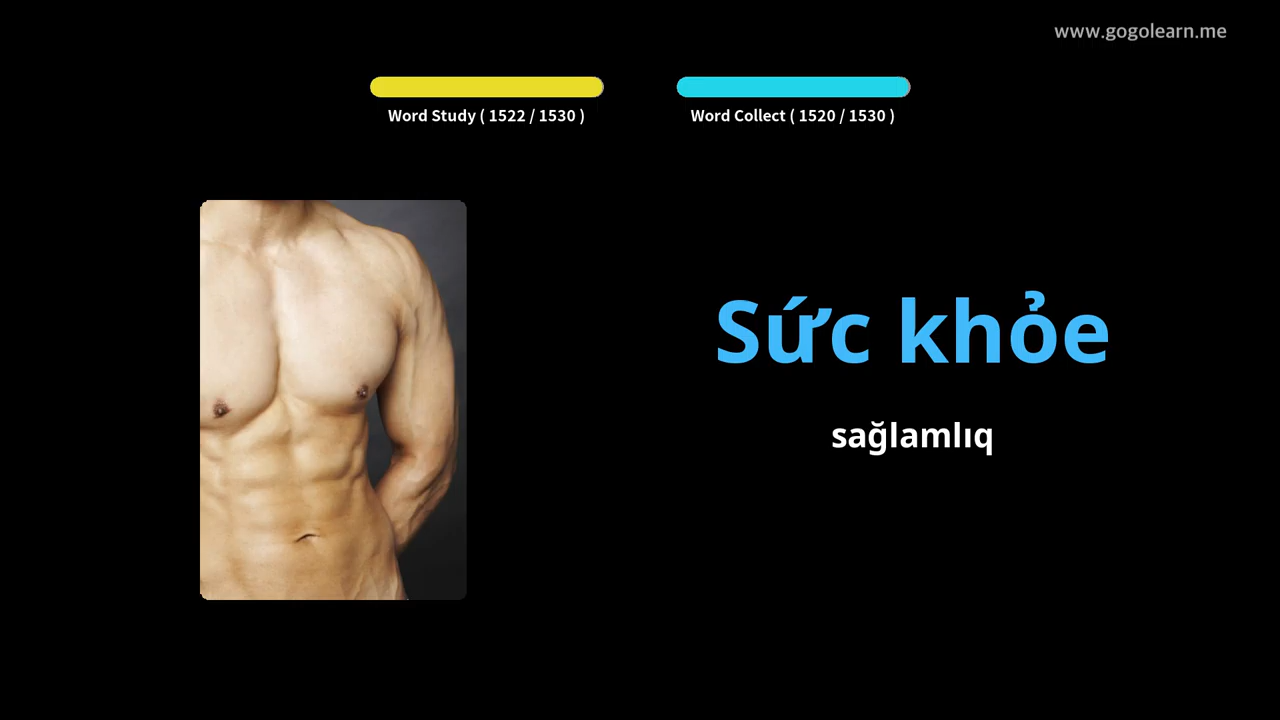 www.gogolearn.me
Word Study ( 1522 / 1530 )
Word Collect ( 1520 / 1530 )
Sức khỏe
sağlamlıq